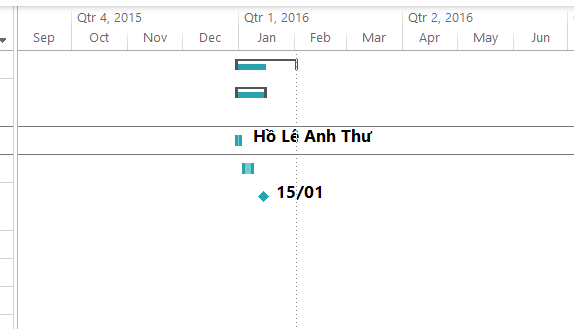 Qtr 4, 2015 Qtr 1, 2016 Qtr 2, 2016
Sep Oct Nov Dec Jan Feb Mar Apr May Jun
Hồ Lê Anh Thư
15/01